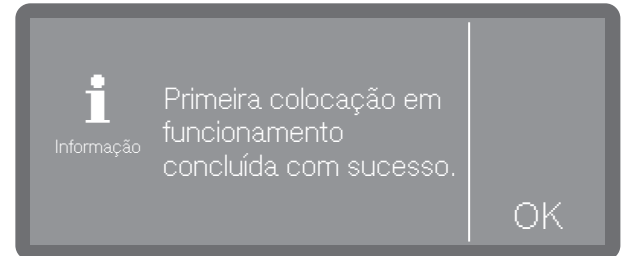 Informação
Primeira colocação em
funcionamento
concluída com sucesso.
OK